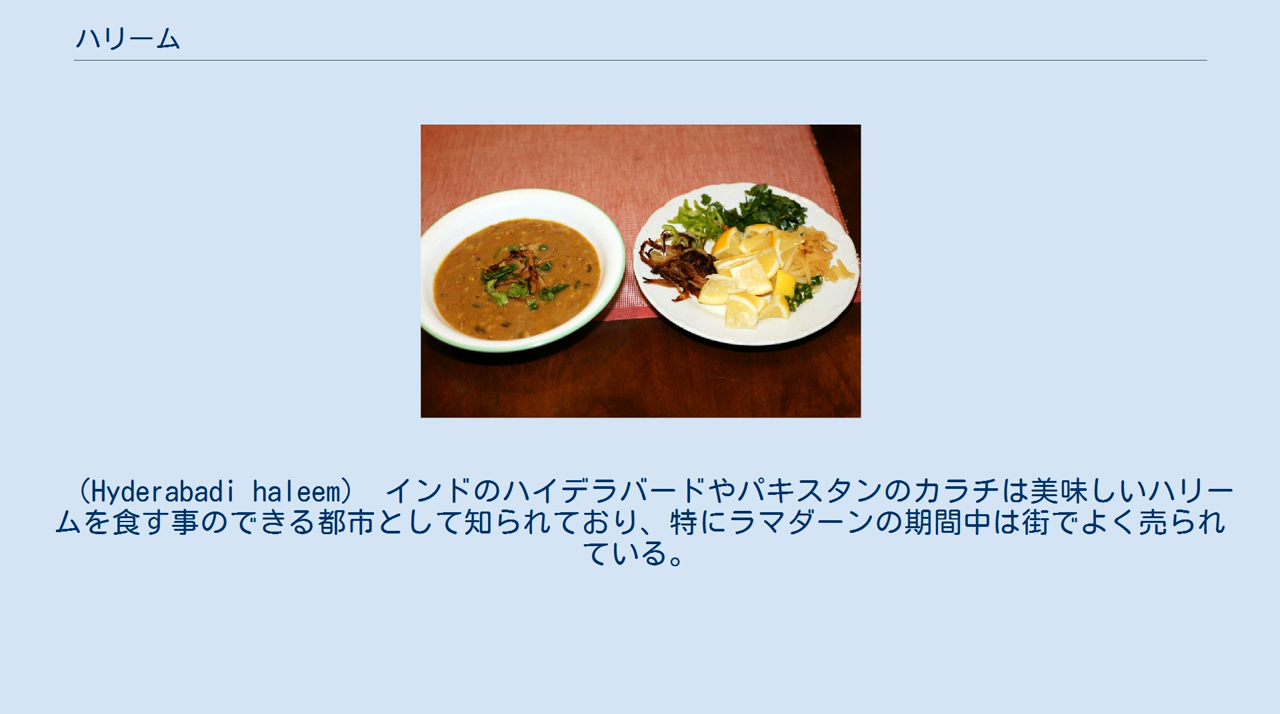 ハリーム
（Hyderabadi haleem）　インドのハイデラバードやパキスタンのカラチは美味しいハリー
ムを食す事のできる都市として知られており、特にラマダーンの期間中は街でよく売られ
ている。